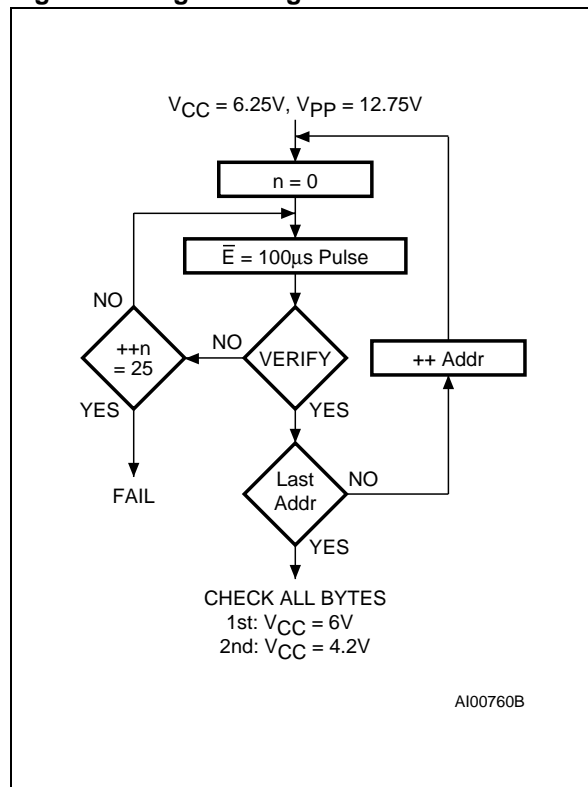 VCC = 6.25V, VPP = 12.75V
n = 0
E̅ = 100µs Pulse
NO
++n
= 25
NO
VERIFY
++ Addr
YES
YES
Last
Addr
NO
FAIL
YES
CHECK ALL BYTES
1st: VCC = 6V
2nd: VCC = 4.2V
AI00760B